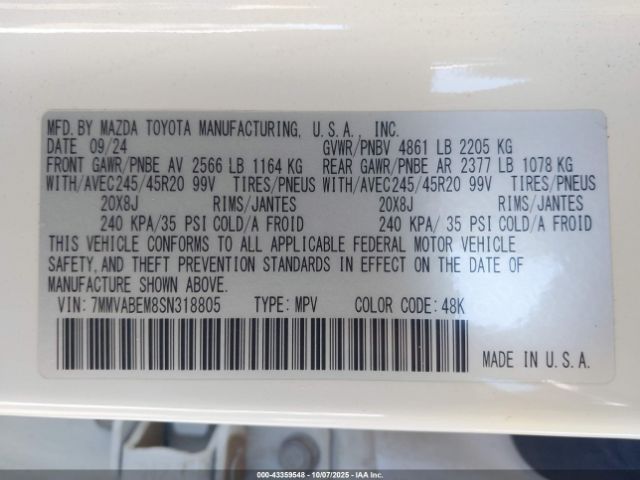 MFD. BY MAZDA TOYOTA MANUFACTURING, U.S.A., INC.
DATE 09/24 GVWR/PNBV 4861 LB 2205 KG
FRONT GAWR/PNBE AV 2566 LB 1164 KG REAR GAWR/PNBE AR 2377 LB 1078 KG
WITH/AVEC245/45R20 99V TIRES/PNEUS WITH/AVEC245/45R20 99V TIRES/PNEUS
20X8J RIMS/JANTES 20X8J RIMS/JANTES
240 KPA/35 PSI COLD/A FROID 240 KPA/ 35 PSI COLD/A FROID
THIS VEHICLE CONFORMS TO ALL APPLICABLE FEDERAL MOTOR VEHICLE
SAFETY, AND THEFT PREVENTION STANDARDS IN EFFECT ON THE DATE OF
MANUFACTURE SHOWN ABOVE.
VIN: 7MMVABEM8SN318805 TYPE: MPV COLOR CODE: 48K
MADE IN U.S.A.
000-43359548 - 10/07/2025 - IAAI.COM